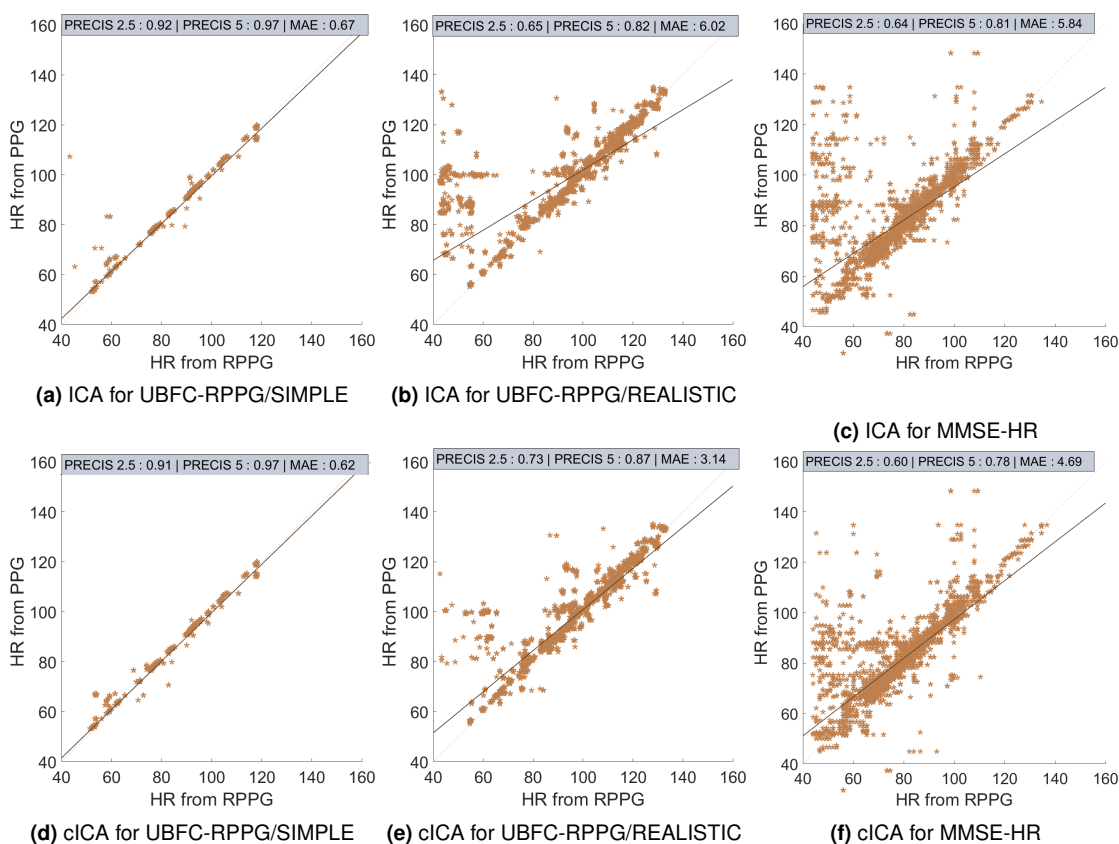 PRECIS 2.5 : 0.92 | PRECIS 5 : 0.97 | MAE : 0.67
160
140
120
100
80
60
40
HR from PPG
40 60 80 100 120 140 160
HR from RPPG
(a) ICA for UBFC-RPPG/SIMPLE
PRECIS 2.5 : 0.65 | PRECIS 5 : 0.82 | MAE : 6.02
160
140
120
100
80
60
40
HR from PPG
40 60 80 100 120 140 160
HR from RPPG
(b) ICA for UBFC-RPPG/REALISTIC
PRECIS 2.5 : 0.64 | PRECIS 5 : 0.81 | MAE : 5.84
160
140
120
100
80
60
40
HR from PPG
40 60 80 100 120 140 160
HR from RPPG
(c) ICA for MMSE-HR
PRECIS 2.5 : 0.91 | PRECIS 5 : 0.97 | MAE : 0.62
160
140
120
100
80
60
40
HR from PPG
40 60 80 100 120 140 160
HR from RPPG
(d) cICA for UBFC-RPPG/SIMPLE
PRECIS 2.5 : 0.73 | PRECIS 5 : 0.87 | MAE : 3.14
160
140
120
100
80
60
40
HR from PPG
40 60 80 100 120 140 160
HR from RPPG
(e) cICA for UBFC-RPPG/REALISTIC
PRECIS 2.5 : 0.60 | PRECIS 5 : 0.78 | MAE : 4.69
160
140
120
100
80
60
40
HR from PPG
40 60 80 100 120 140 160
HR from RPPG
(f) cICA for MMSE-HR